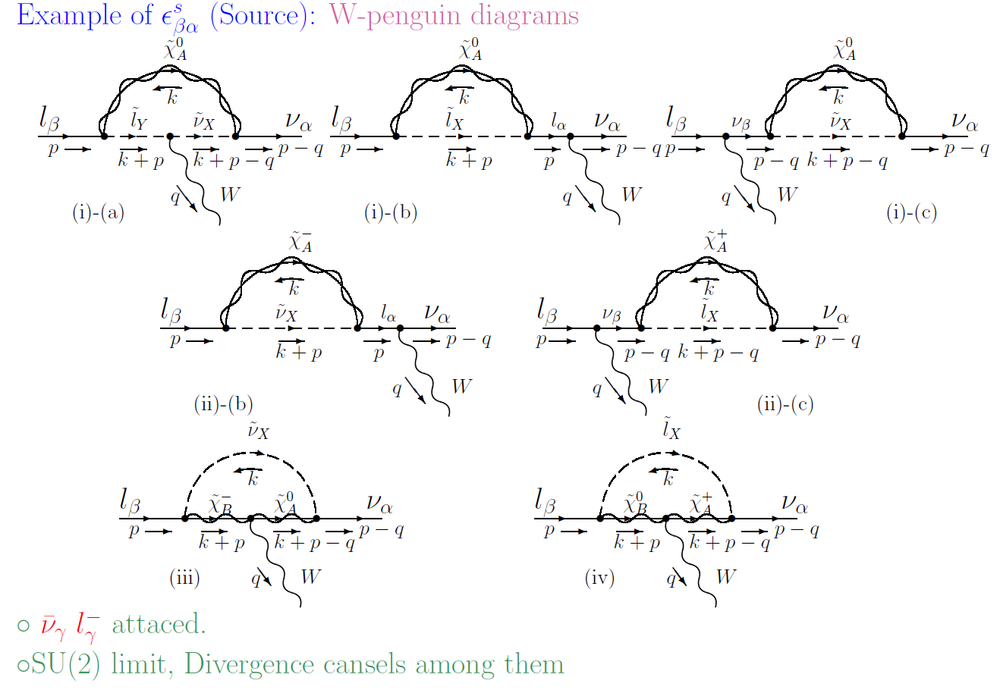 Example of ϵ^s_{βα} (Source): W-penguin diagrams
χ̃^0_A χ̃^0_A χ̃^0_A
k k k
l_β l̃_Y ν̃_X ν_α l_β l̃_X l_α ν_α l_β ν_β ν̃_X ν_α
p k + p k + p − q p − q p k + p p p − q p p − q k + p − q p − q
q W q W q W
(i)-(a) (i)-(b) (i)-(c)
χ̃^−_A χ̃^+_A
k k
l_β ν̃_X l_α ν_α l_β ν_β l̃_X ν_α
p k + p p p − q p p − q k + p − q p − q
q W q W
(ii)-(b) (ii)-(c)
ν̃_X l̃_X
k k
l_β χ̃^−_B χ̃^0_A ν_α l_β χ̃^0_B χ̃^+_A ν_α
p k + p k + p − q p − q p k + p k + p − q p − q
(iii) q W (iv) q W
○ ν̄_γ l^−_γ attaced.
○SU(2) limit, Divergence cansels among them